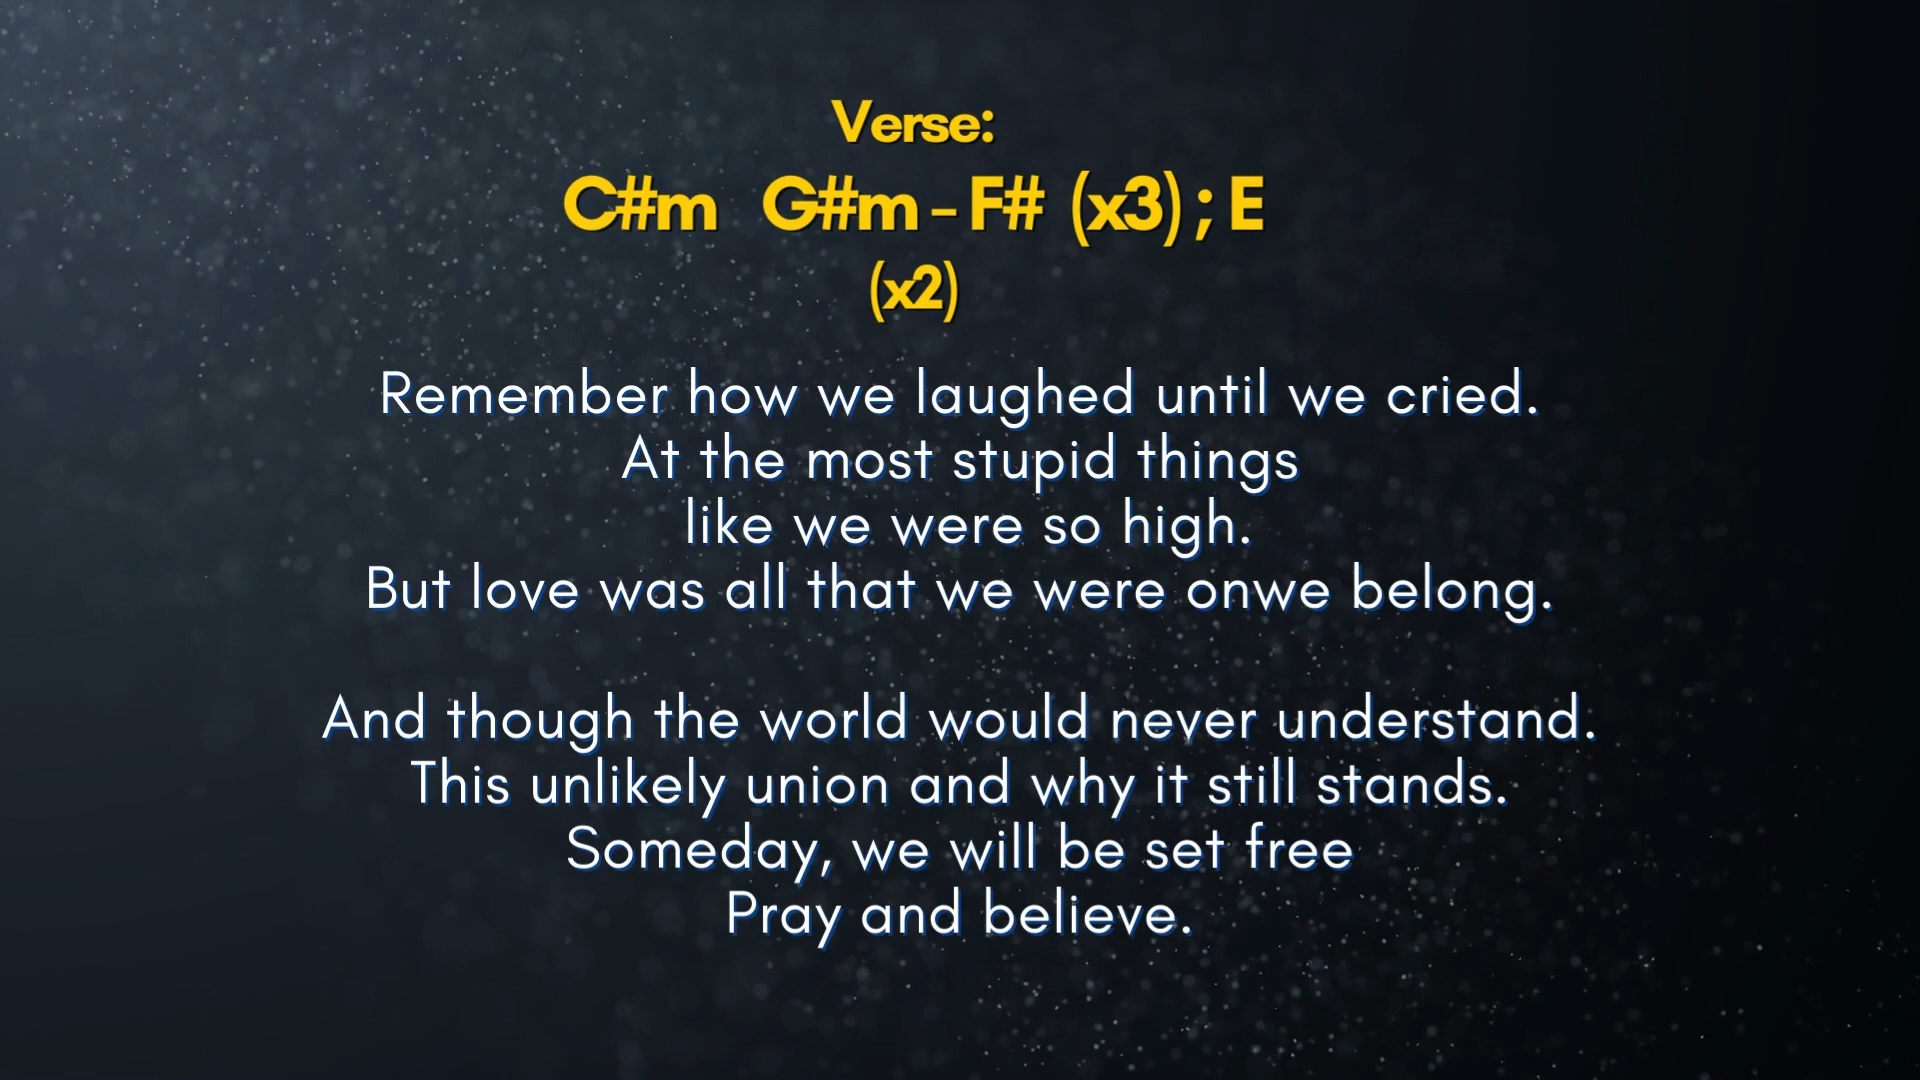 Verse:
C#m G#m - F# (x3) ; E
(x2)
Remember how we laughed until we cried.
At the most stupid things
like we were so high.
But love was all that we were onwe belong.
And though the world would never understand.
This unlikely union and why it still stands.
Someday, we will be set free
Pray and believe.